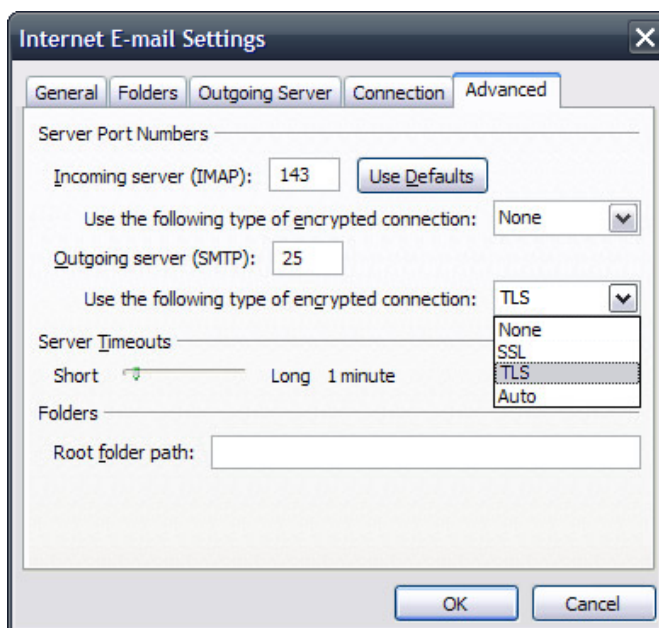 Internet E-mail Settings
General Folders Outgoing Server Connection Advanced
Server Port Numbers
Incoming server (IMAP): 143 Use Defaults
Use the following type of encrypted connection: None
Outgoing server (SMTP): 25
Use the following type of encrypted connection: TLS
None
SSL
TLS
Auto
Server Timeouts
Short Long 1 minute
Folders
Root folder path:
OK Cancel